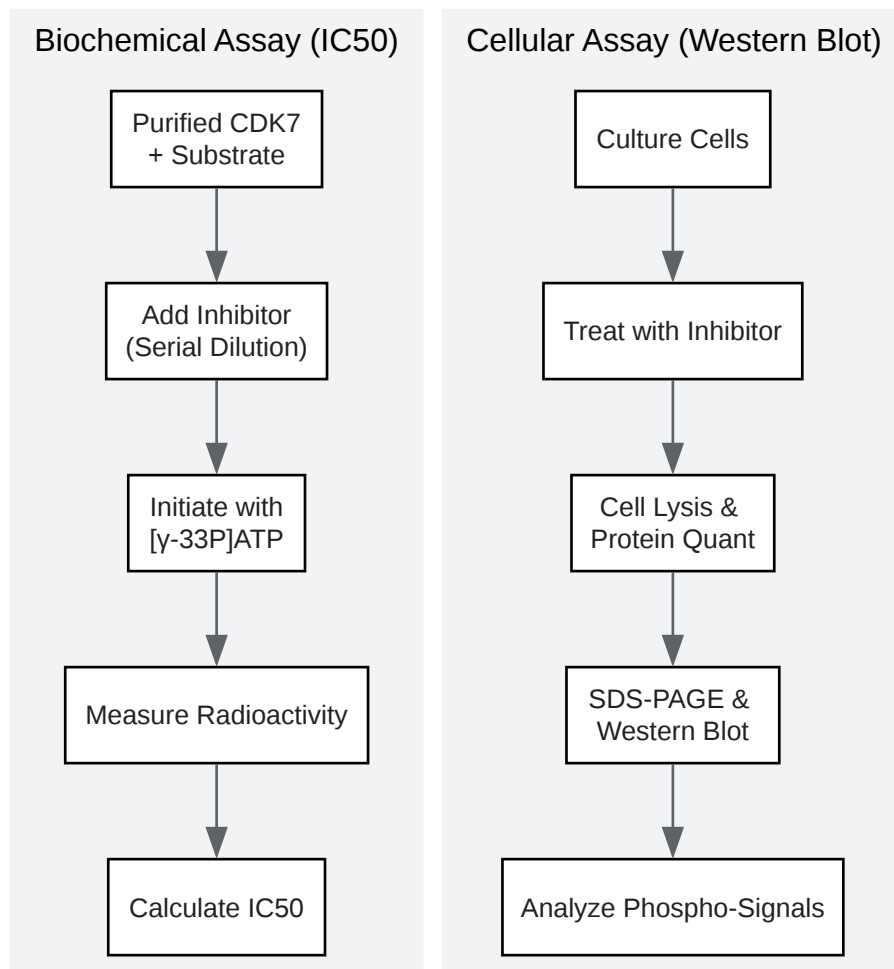 Biochemical Assay (IC50)
Purified CDK7
+ Substrate
Add Inhibitor
(Serial Dilution)
Initiate with
[γ-33P]ATP
Measure Radioactivity
Calculate IC50
Cellular Assay (Western Blot)
Culture Cells
Treat with Inhibitor
Cell Lysis &
Protein Quant
SDS-PAGE &
Western Blot
Analyze Phospho-Signals